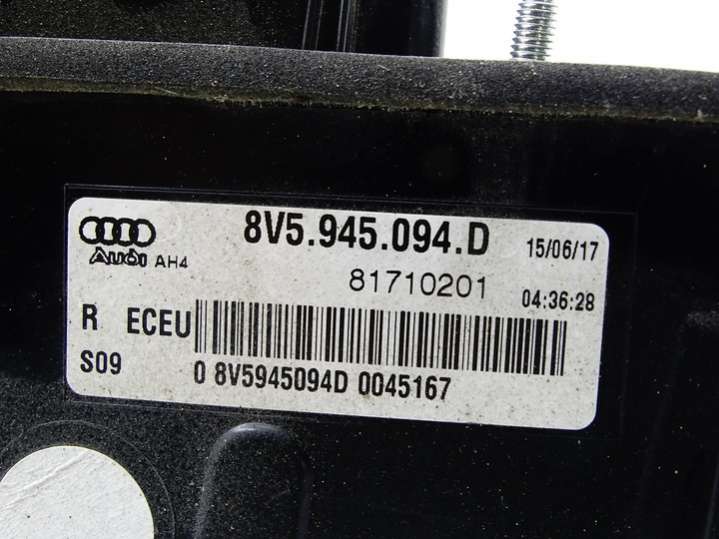 8V5.945.094.D 15/06/17
Audi AH4
81710201 04:36:28
R ECEU
S09 0 8V5945094D 0045167